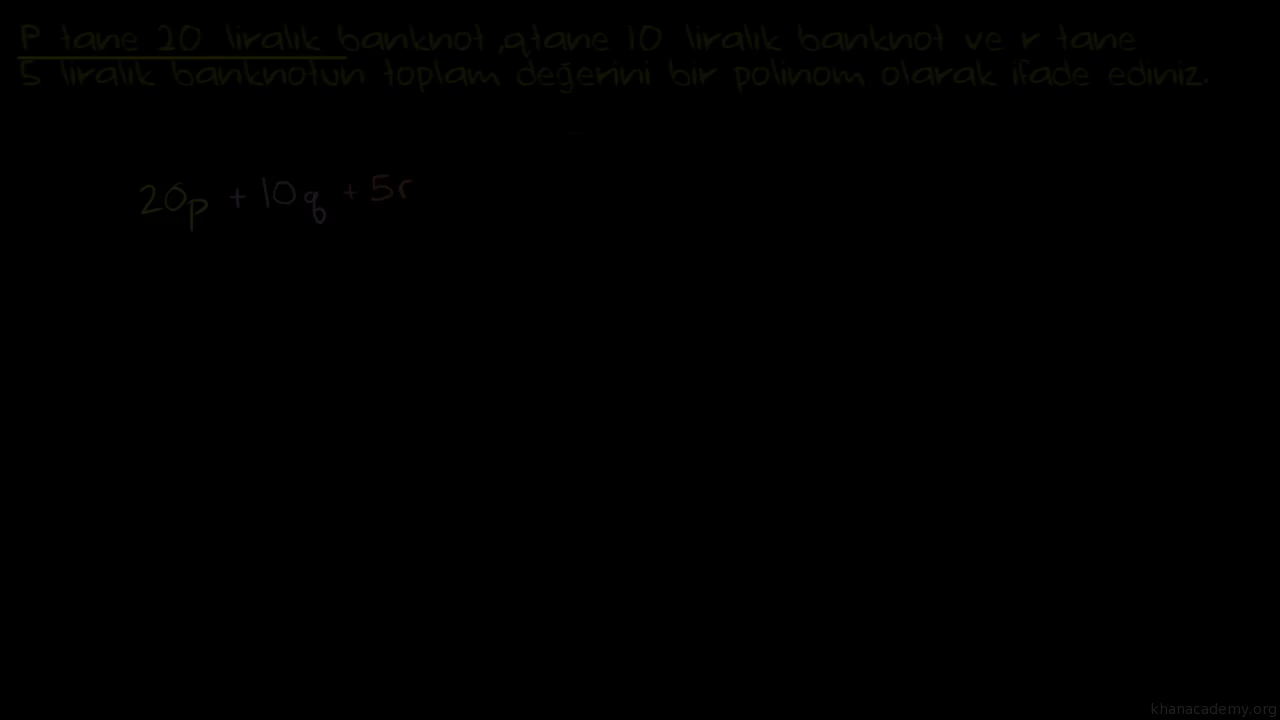 P tane 20 liralık banknot, q tane 10 liralık banknot ve r tane
5 liralık banknotun toplam değerini bir polinom olarak ifade ediniz.
20p + 10q + 5r
khanacademy.org